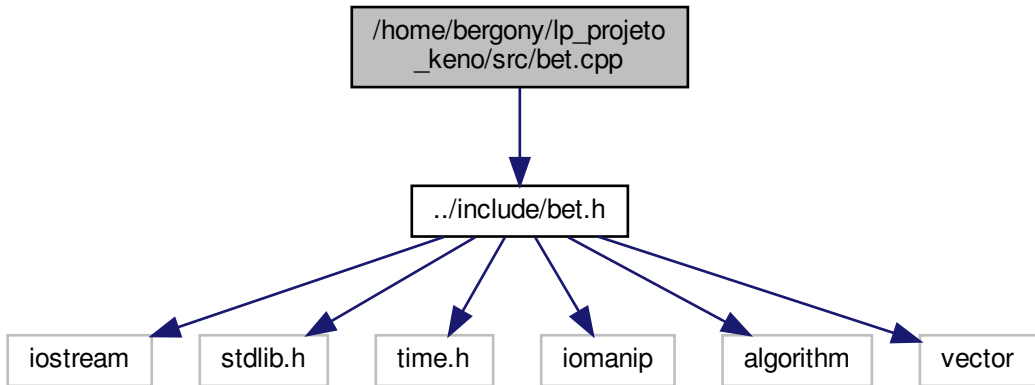 /home/bergony/lp_projeto
_keno/src/bet.cpp
../include/bet.h
iostream
stdlib.h
time.h
iomanip
algorithm
vector